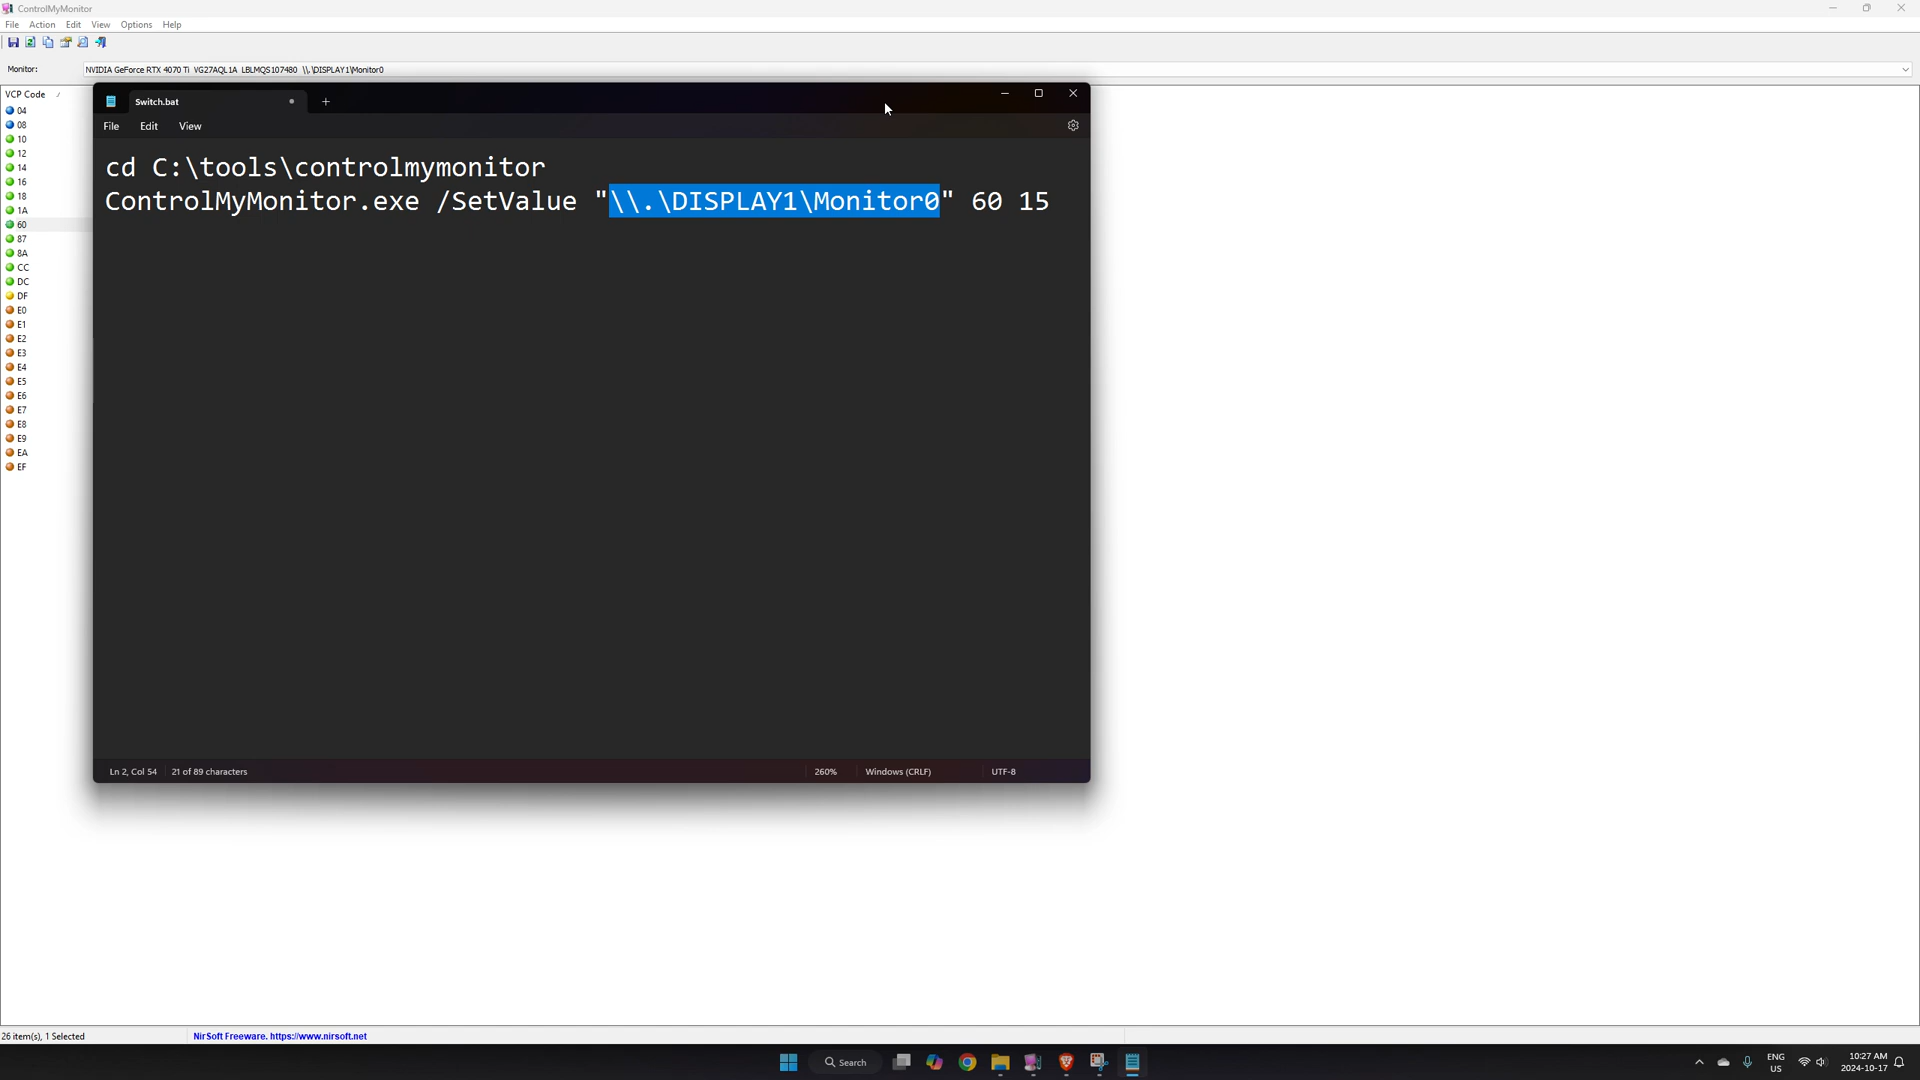 ControlMyMonitor
File Action Edit View Options Help
Monitor: NVIDIA GeForce RTX 4070 Ti VG27AQL1A LBLMQS107480 \\.\DISPLAY1\Monitor0
VCP Code /
Switch.bat
File Edit View
cd C:\tools\controlmymonitor
ControlMyMonitor.exe /SetValue "\\.\DISPLAY1\Monitor0" 60 15
04
08
10
12
14
16
18
1A
60
87
8A
CC
DC
DF
E0
E1
E2
E3
E4
E5
E6
E7
E8
E9
EA
EF
Ln 2, Col 54 21 of 89 characters 260% Windows (CRLF) UTF-8
26 item(s), 1 Selected NirSoft Freeware. https://www.nirsoft.net
Search
ENG
US
10:27 AM
2024-10-17